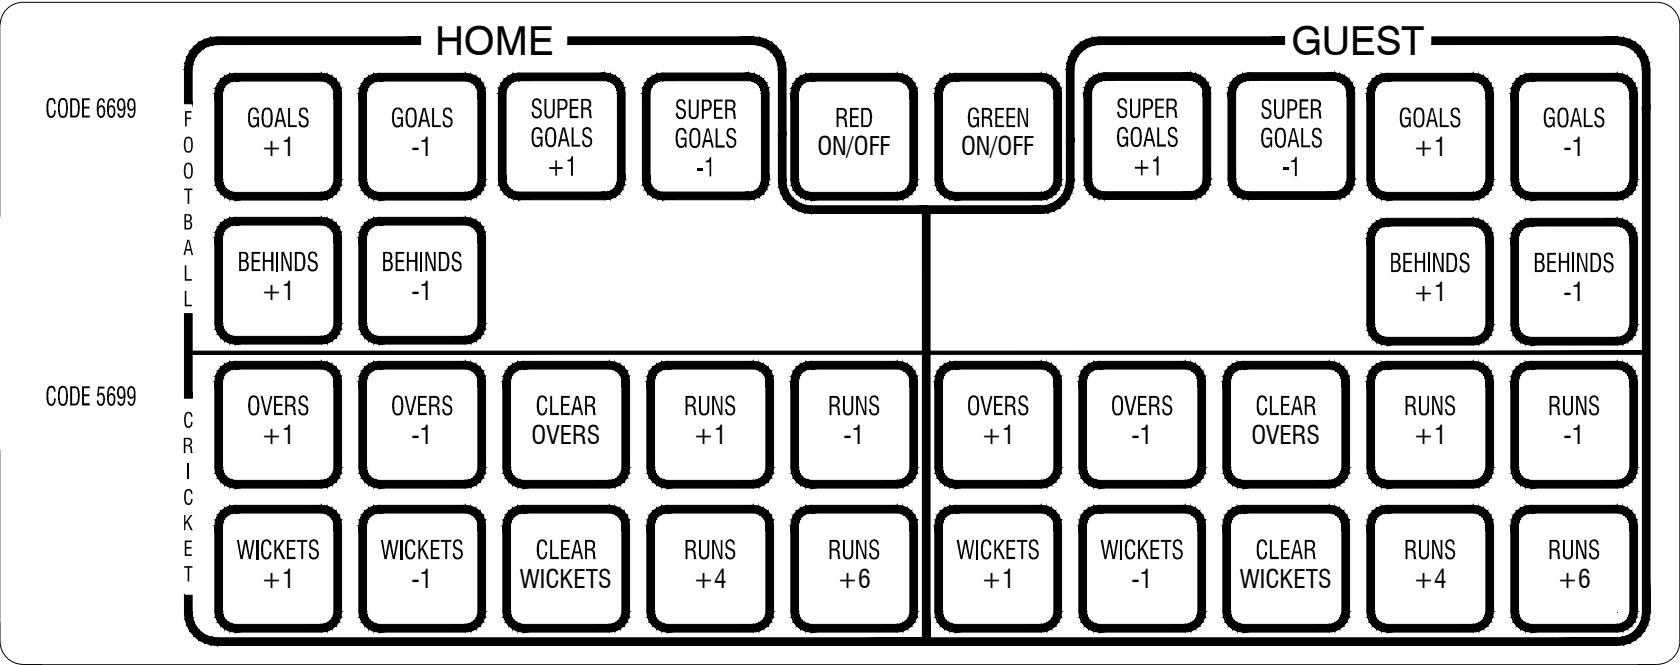 HOME
GUEST
CODE 6699
FOOTBALL
GOALS
+1
GOALS
-1
SUPER
GOALS
+1
SUPER
GOALS
-1
RED
ON/OFF
GREEN
ON/OFF
SUPER
GOALS
+1
SUPER
GOALS
-1
GOALS
+1
GOALS
-1
BEHINDS
+1
BEHINDS
-1
BEHINDS
+1
BEHINDS
-1
CODE 5699
CRICKET
OVERS
+1
OVERS
-1
CLEAR
OVERS
RUNS
+1
RUNS
-1
OVERS
+1
OVERS
-1
CLEAR
OVERS
RUNS
+1
RUNS
-1
WICKETS
+1
WICKETS
-1
CLEAR
WICKETS
RUNS
+4
RUNS
+6
WICKETS
+1
WICKETS
-1
CLEAR
WICKETS
RUNS
+4
RUNS
+6